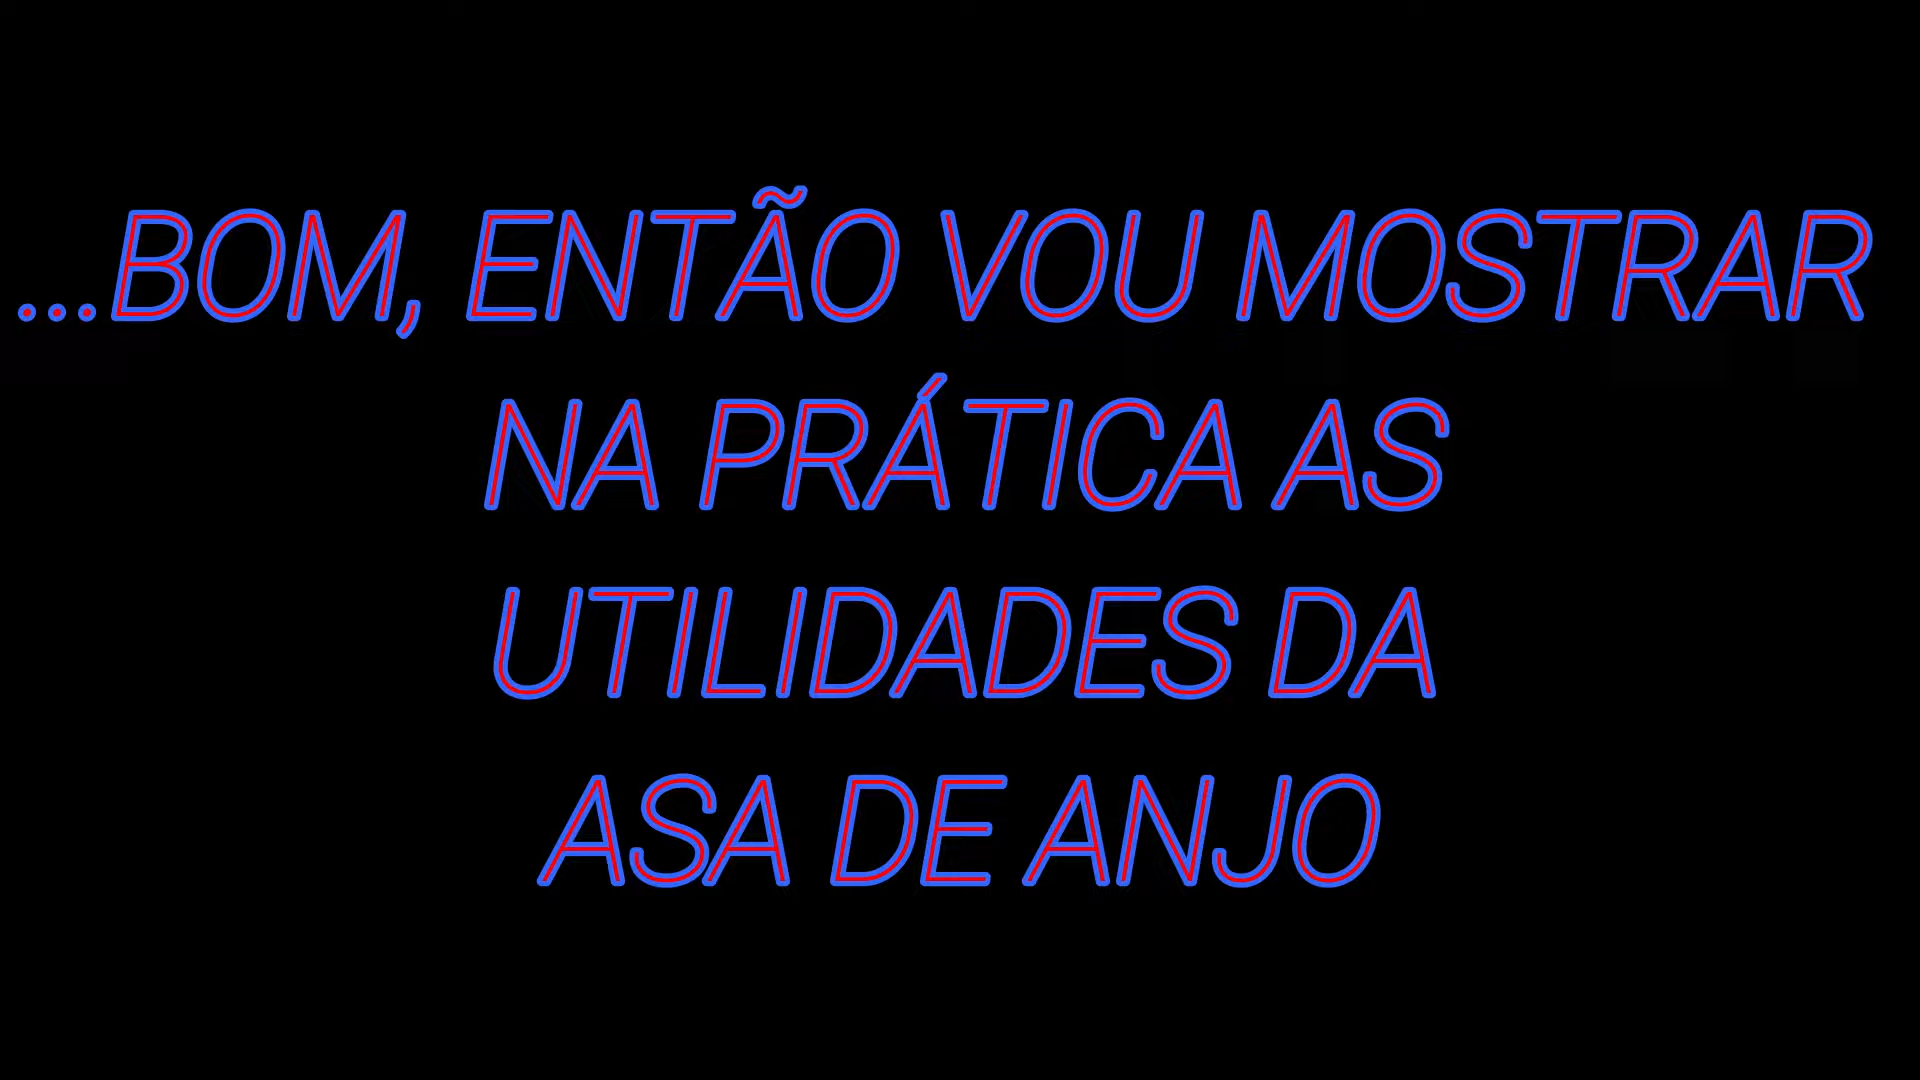 ...BOM, ENTÃO VOU MOSTRAR
NA PRÁTICA AS
UTILIDADES DA
ASA DE ANJO